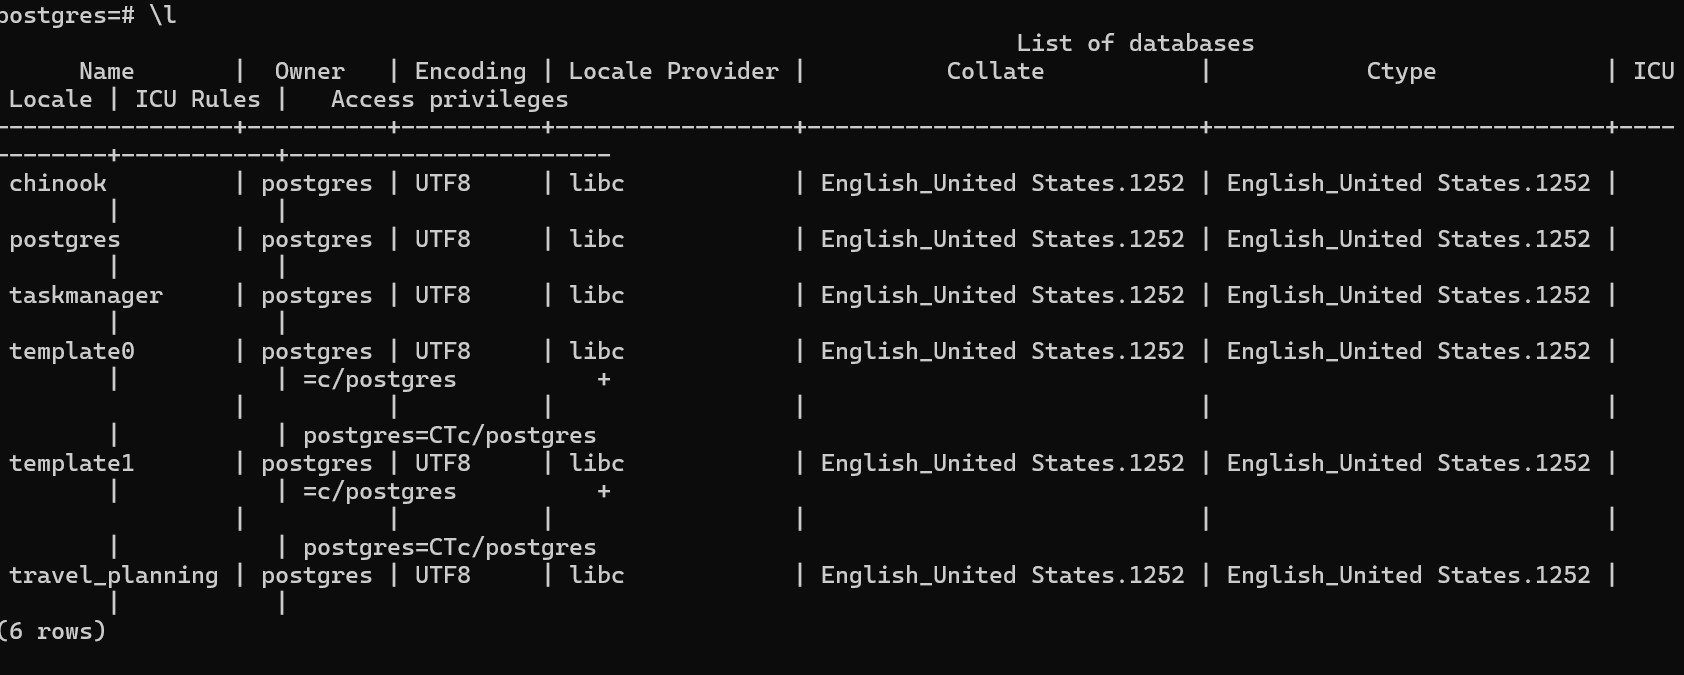 postgres=# \l
                                                                         List of databases
      Name       |  Owner   | Encoding | Locale Provider |          Collate           |           Ctype            | ICU
 Locale | ICU Rules |   Access privileges
-----------------+----------+----------+-----------------+----------------------------+----------------------------+----
--------+-----------+-----------------------
 chinook         | postgres | UTF8     | libc            | English_United States.1252 | English_United States.1252 |
        |           |
 postgres        | postgres | UTF8     | libc            | English_United States.1252 | English_United States.1252 |
        |           |
 taskmanager     | postgres | UTF8     | libc            | English_United States.1252 | English_United States.1252 |
        |           |
 template0       | postgres | UTF8     | libc            | English_United States.1252 | English_United States.1252 |
        |           | =c/postgres          +
                 |          |          |                 |                            |                            |
        |           | postgres=CTc/postgres
 template1       | postgres | UTF8     | libc            | English_United States.1252 | English_United States.1252 |
        |           | =c/postgres          +
                 |          |          |                 |                            |                            |
        |           | postgres=CTc/postgres
 travel_planning | postgres | UTF8     | libc            | English_United States.1252 | English_United States.1252 |
        |           |
(6 rows)